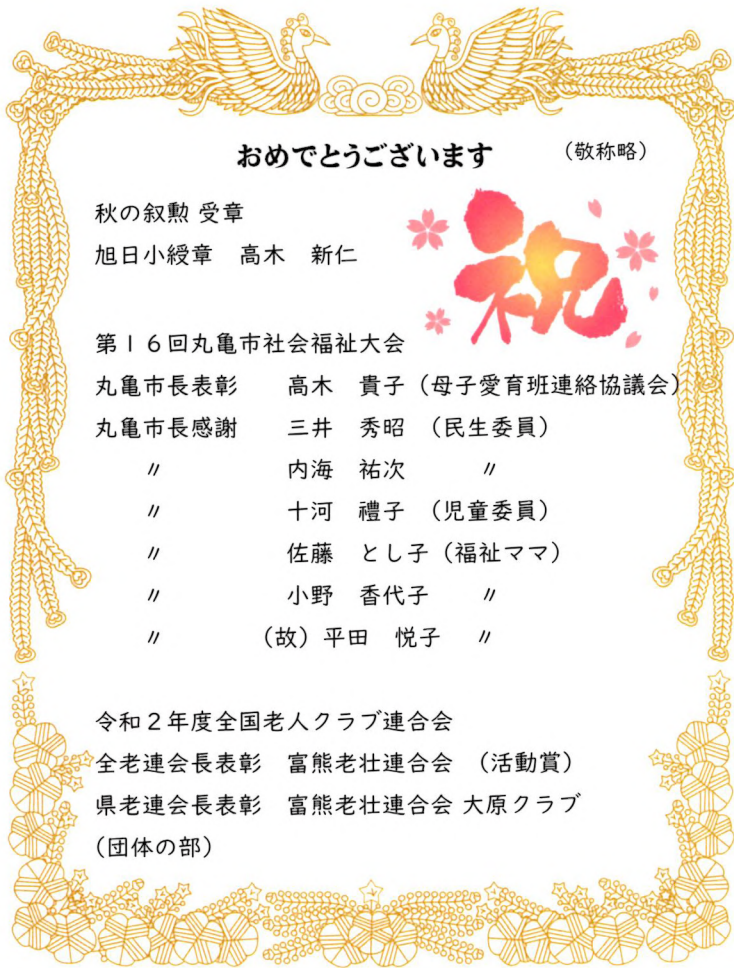 おめでとうございます （敬称略）
祝
秋の叙勲 受章
旭日小綬章　高木　新仁
第１６回丸亀市社会福祉大会
丸亀市長表彰　　高木　貴子（母子愛育班連絡協議会）
丸亀市長感謝　　三井　秀昭　（民生委員）
〃　　内海　祐次　　〃
〃　　十河　禮子　（児童委員）
〃　　佐藤　とし子（福祉ママ）
〃　　小野　香代子　　〃
〃　　（故）平田　悦子　〃
令和２年度全国老人クラブ連合会
全老連会長表彰　富熊老壮連合会　（活動賞）
県老連会長表彰　富熊老壮連合会 大原クラブ
（団体の部）